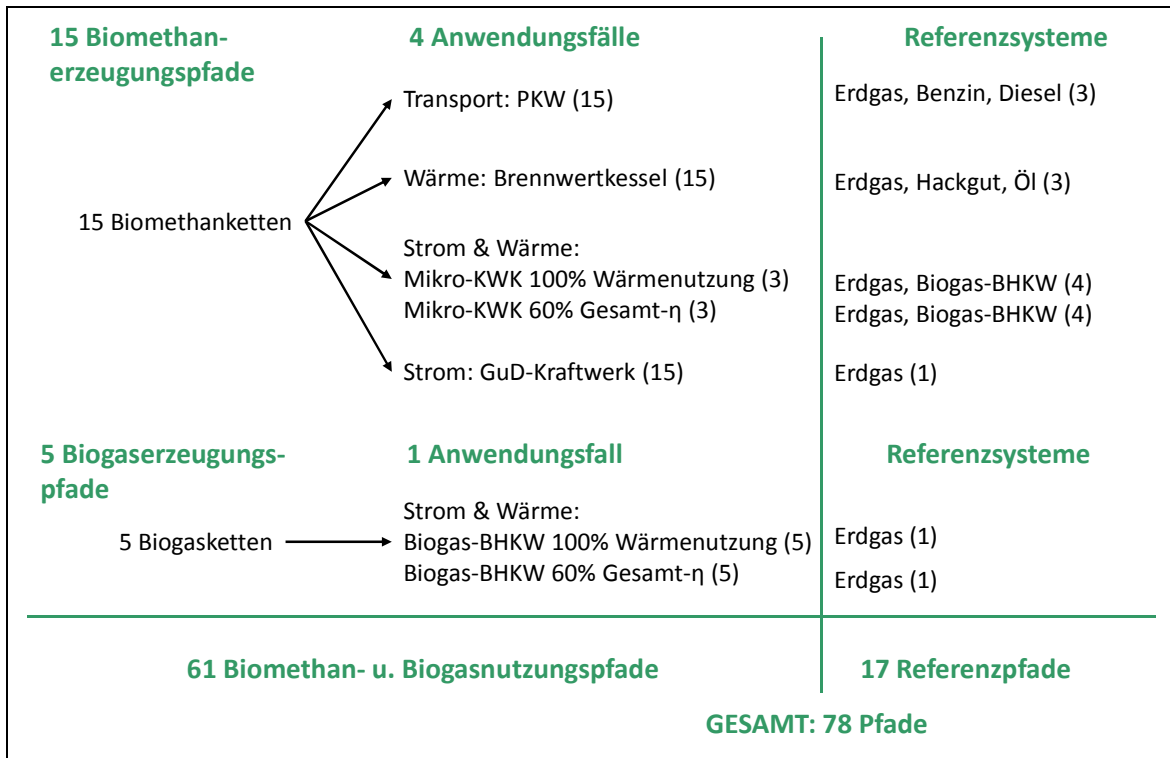 15 Biomethan-
erzeugungspfade
4 Anwendungsfälle
Referenzsysteme
Transport: PKW (15)
Erdgas, Benzin, Diesel (3)
Wärme: Brennwertkessel (15)
Erdgas, Hackgut, Öl (3)
15 Biomethanketten
Strom & Wärme:
Mikro-KWK 100% Wärmenutzung (3)
Erdgas, Biogas-BHKW (4)
Mikro-KWK 60% Gesamt-η (3)
Erdgas, Biogas-BHKW (4)
Strom: GuD-Kraftwerk (15)
Erdgas (1)
5 Biogaserzeugungs-
pfade
1 Anwendungsfall
Referenzsysteme
5 Biogasketten
Strom & Wärme:
Biogas-BHKW 100% Wärmenutzung (5)
Erdgas (1)
Biogas-BHKW 60% Gesamt-η (5)
Erdgas (1)
61 Biomethan- u. Biogasnutzungspfade
17 Referenzpfade
GESAMT: 78 Pfade